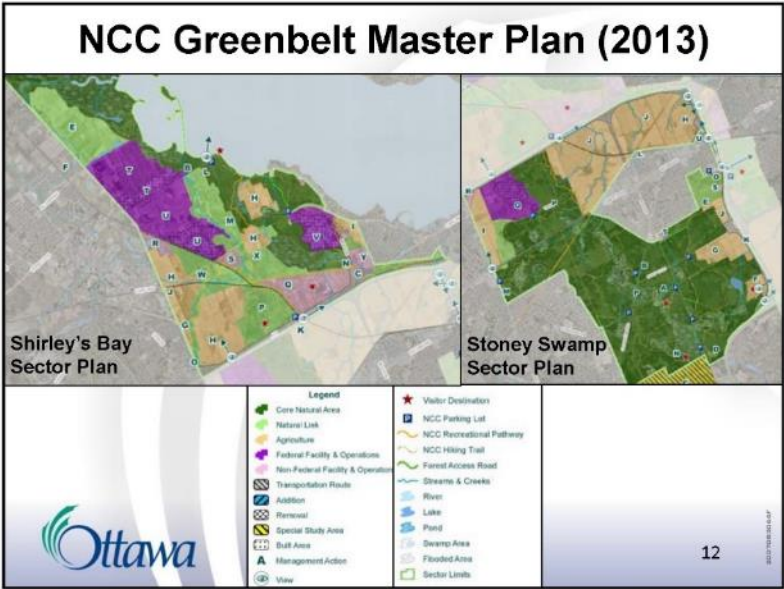 NCC Greenbelt Master Plan (2013)
Shirley's Bay
Sector Plan
Stoney Swamp
Sector Plan
Legend
Core Natural Area
Natural Link
Agriculture
Federal Facility & Operations
Non-Federal Facility & Operation
Transportation Route
Addition
Removal
Special Study Area
Built Area
A Management Action
View
Visitor Destination
P NCC Parking Lot
NCC Recreational Pathway
NCC Hiking Trail
Forest Access Road
Streams & Creeks
River
Lake
Pond
Swamp Area
Flooded Area
Sector Limits
Ottawa
12